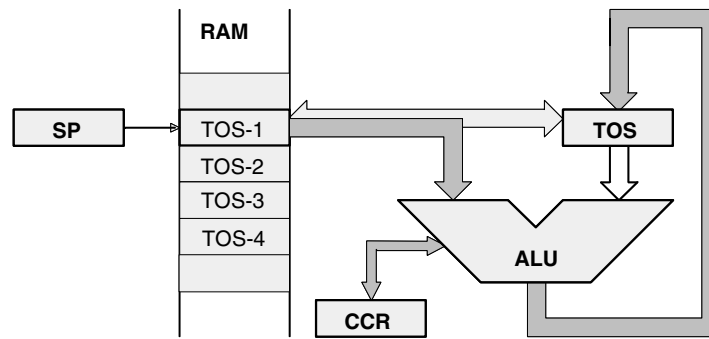 RAM
SP
TOS-1
TOS
TOS-2
TOS-3
TOS-4
ALU
CCR